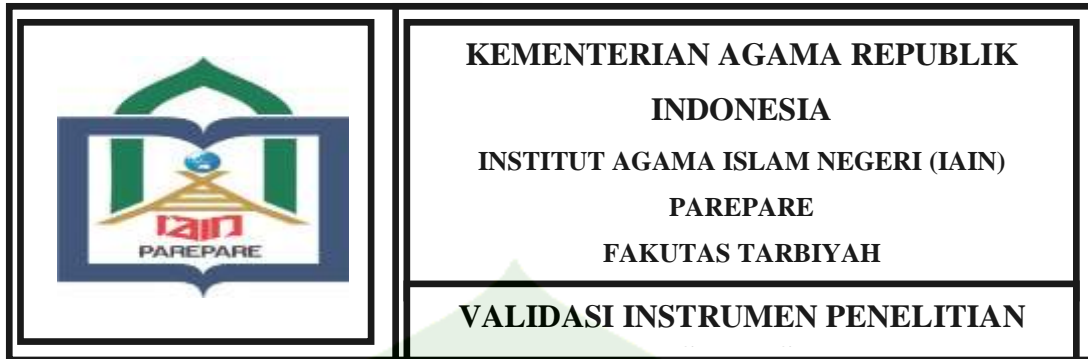 IAIN
PAREPARE
KEMENTERIAN AGAMA REPUBLIK
INDONESIA
INSTITUT AGAMA ISLAM NEGERI (IAIN)
PAREPARE
FAKUTAS TARBIYAH
VALIDASI INSTRUMEN PENELITIAN